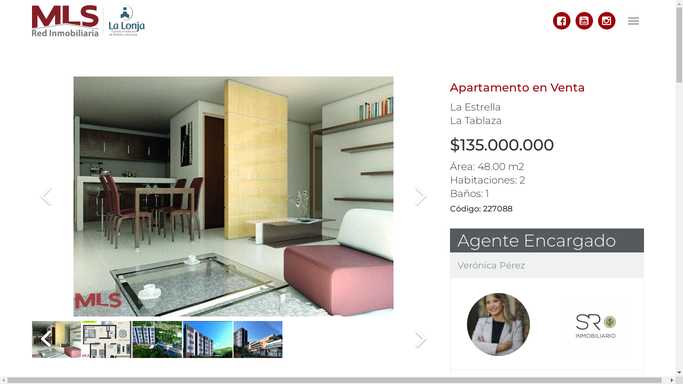 MLS
Red Inmobiliaria
La Lonja
Apartamento en Venta
La Estrella
La Tablaza
$135.000.000
Área: 48.00 m2
Habitaciones: 2
Baños: 1
Código: 227088
Agente Encargado
Verónica Pérez
SR
INMOBILIARIO
MLS